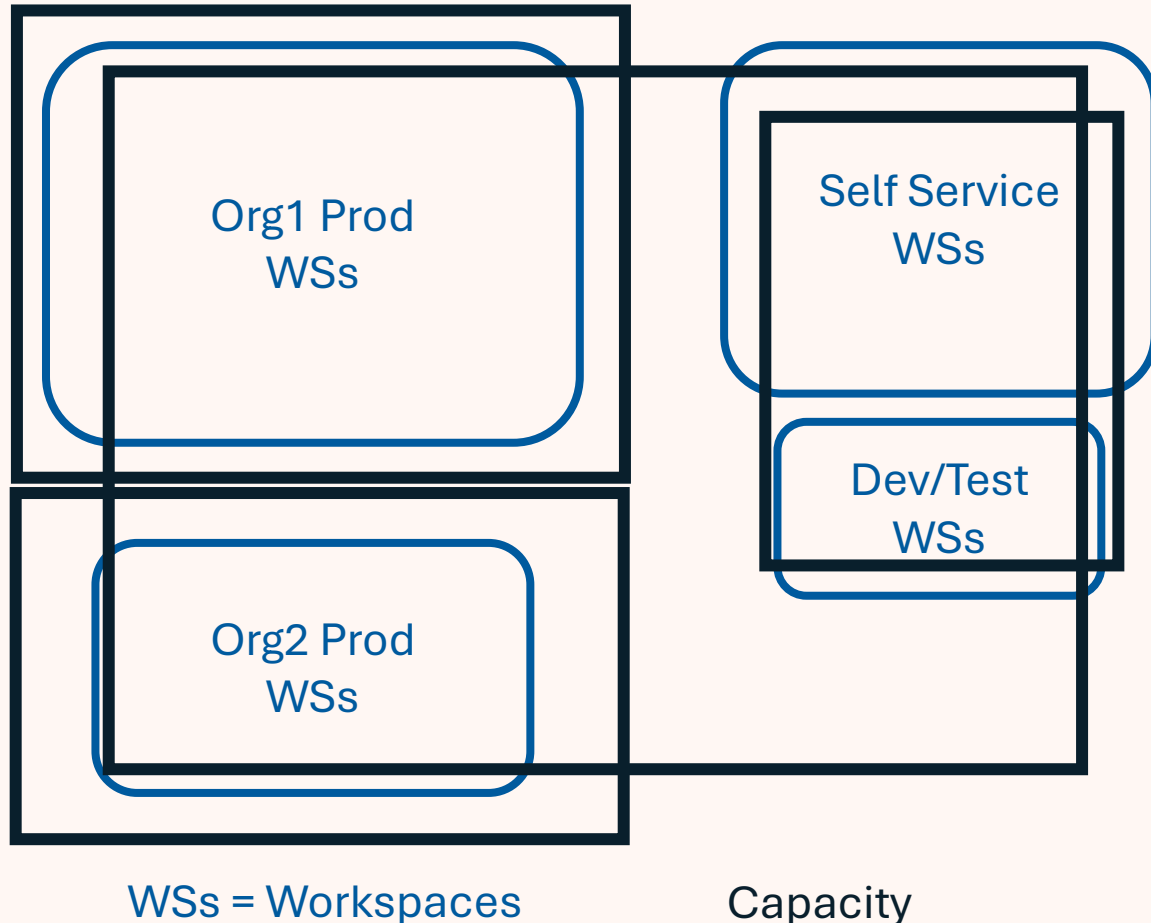 Org1 Prod
WSs
Self Service
WSs
Dev/Test
WSs
Org2 Prod
WSs
WSs = Workspaces
Capacity